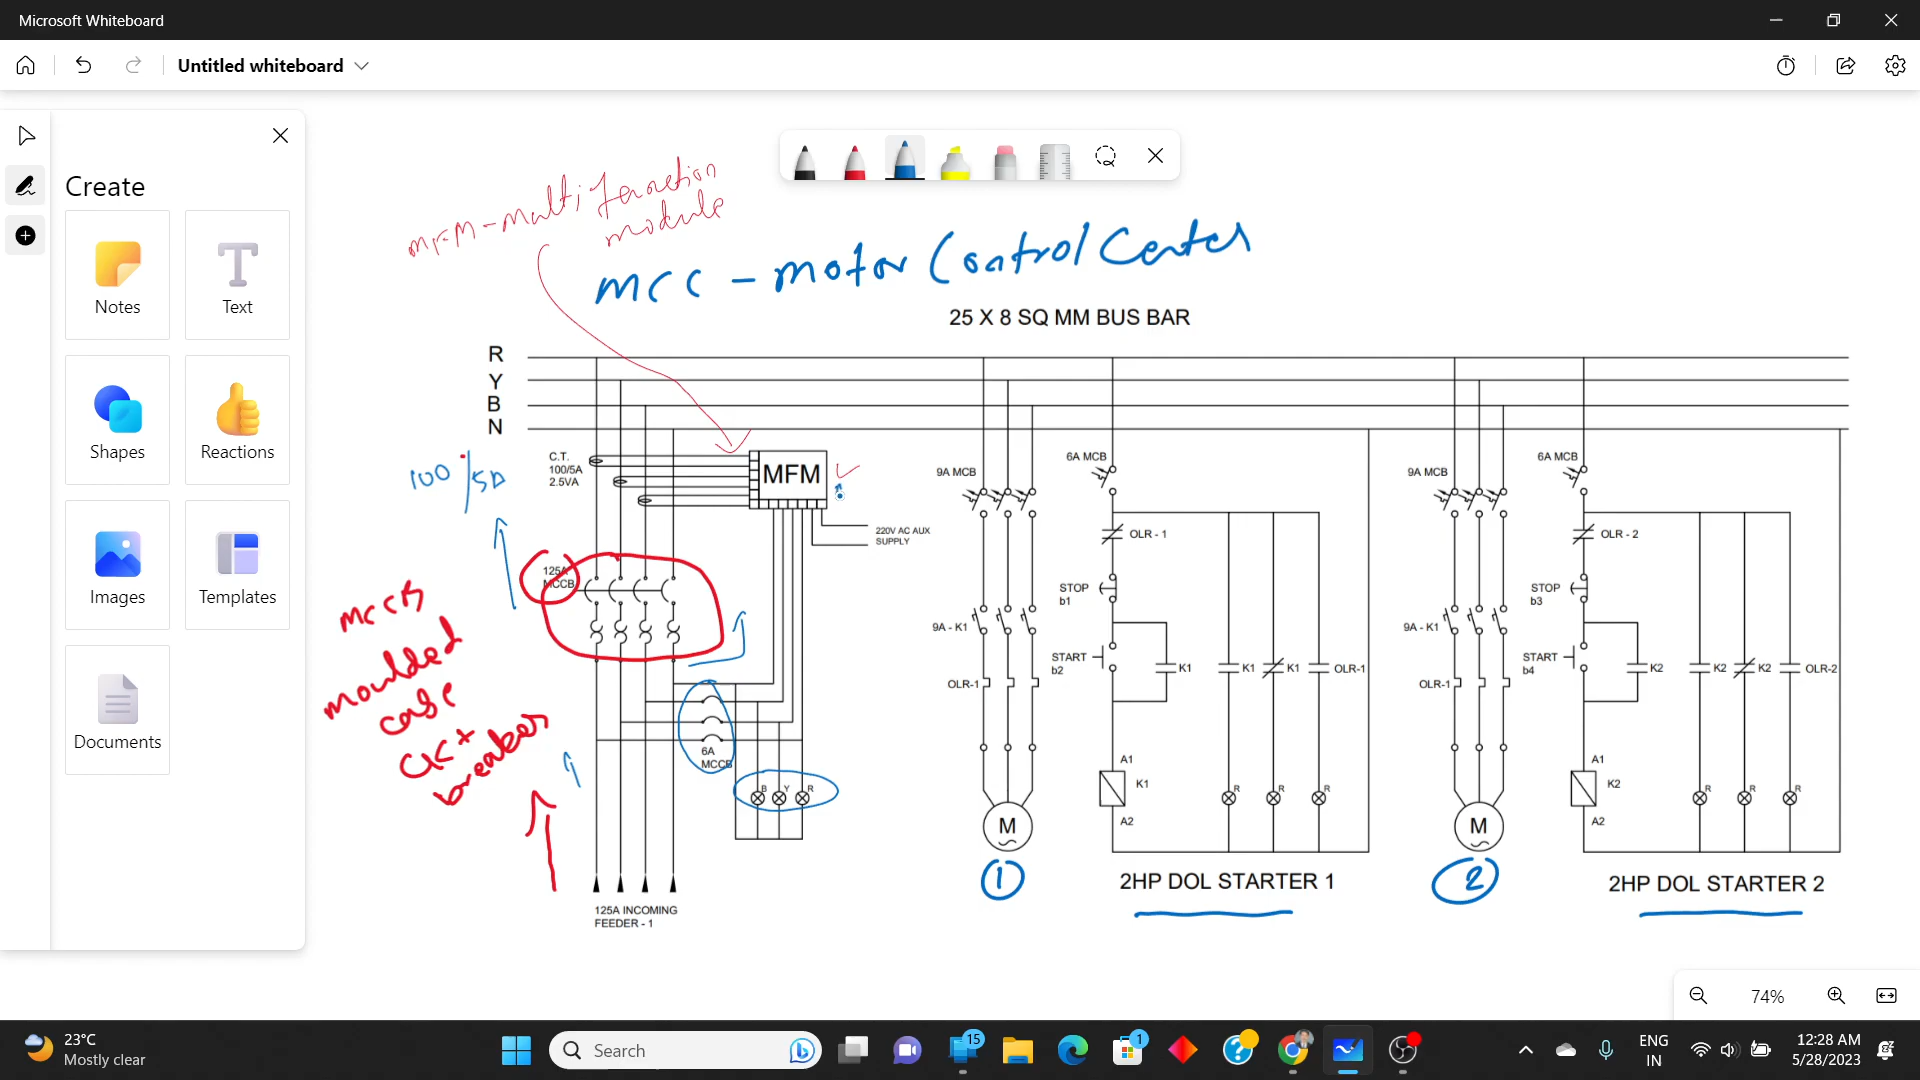 Microsoft Whiteboard
Untitled whiteboard
Create
Notes
Text
Shapes
Reactions
Images
Templates
Documents
MFM - multi function
module
MCC - motor Control Center
25 X 8 SQ MM BUS BAR
R
Y
B
N
C.T.
100/5A
2.5VA
100/5A
MFM
220V AC AUX
SUPPLY
125A
MCCB
MCCB
moulded
case
CKT
breaker
6A
MCCB
B Y R
125A INCOMING
FEEDER - 1
9A MCB
9A - K1
OLR-1
M
1
6A MCB
OLR - 1
STOP
b1
START
b2
K1
K1
K1
OLR-1
A1
K1
A2
R
R
R
2HP DOL STARTER 1
9A MCB
9A - K1
OLR-1
M
2
6A MCB
OLR - 2
STOP
b3
START
b4
K2
K2
K2
OLR-2
A1
K2
A2
R
R
R
2HP DOL STARTER 2
74%
23°C
Mostly clear
Search
15
1
ENG
IN
12:28 AM
5/28/2023